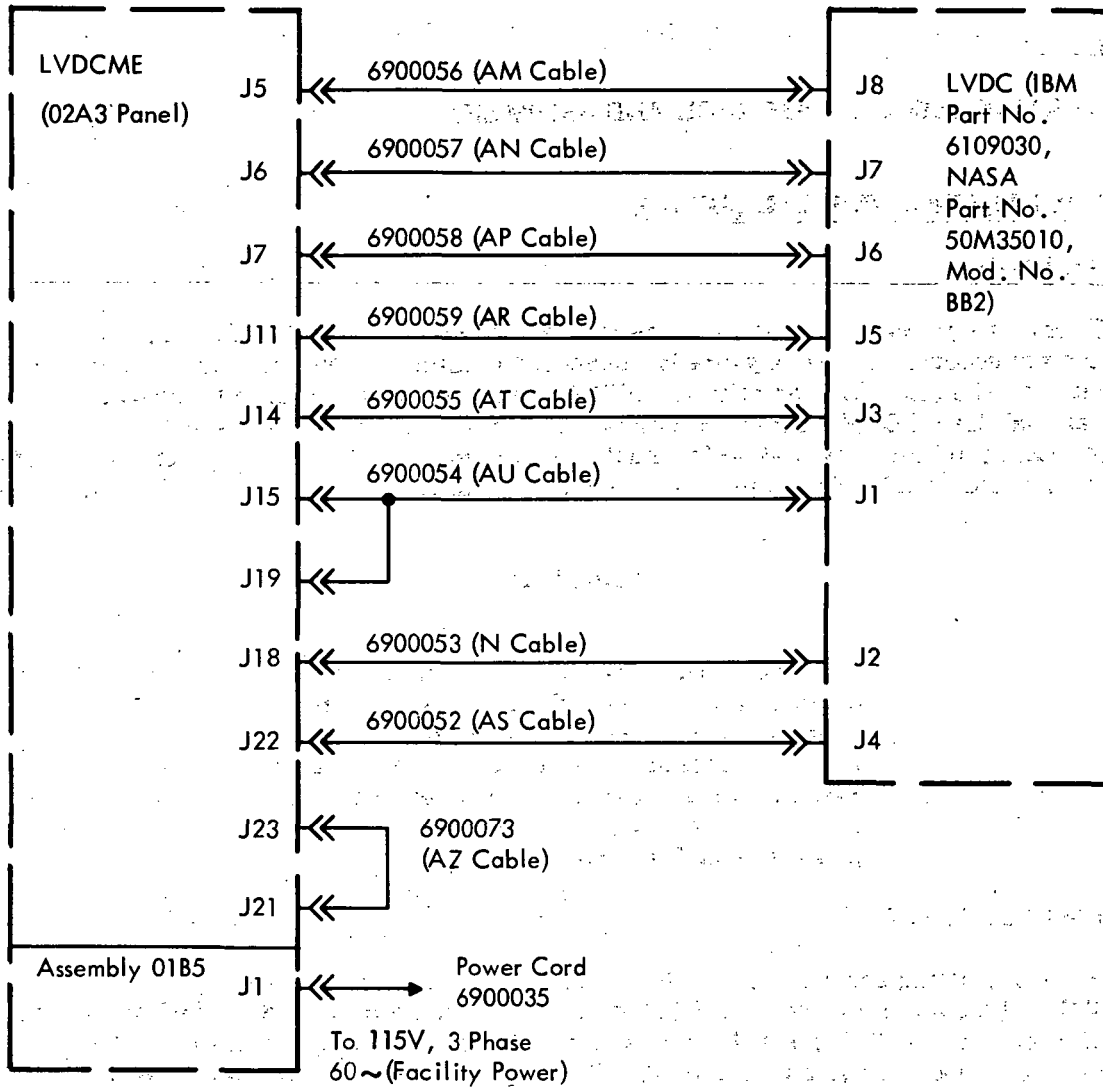 LVDCME
(02A3 Panel)
J5
6900056 (AM Cable)
J8
LVDC (IBM
Part No.
6109030,
NASA
Part No.
50M35010,
Mod. No.
BB2)
J6
6900057 (AN Cable)
J7
J7
6900058 (AP Cable)
J6
J11
6900059 (AR Cable)
J5
J14
6900055 (AT Cable)
J3
J15
6900054 (AU Cable)
J1
J19
J18
6900053 (N Cable)
J2
J22
6900052 (AS Cable)
J4
J23
6900073
(AZ Cable)
J21
Assembly 01B5
J1
Power Cord
6900035
To 115V, 3 Phase
60~(Facility Power)